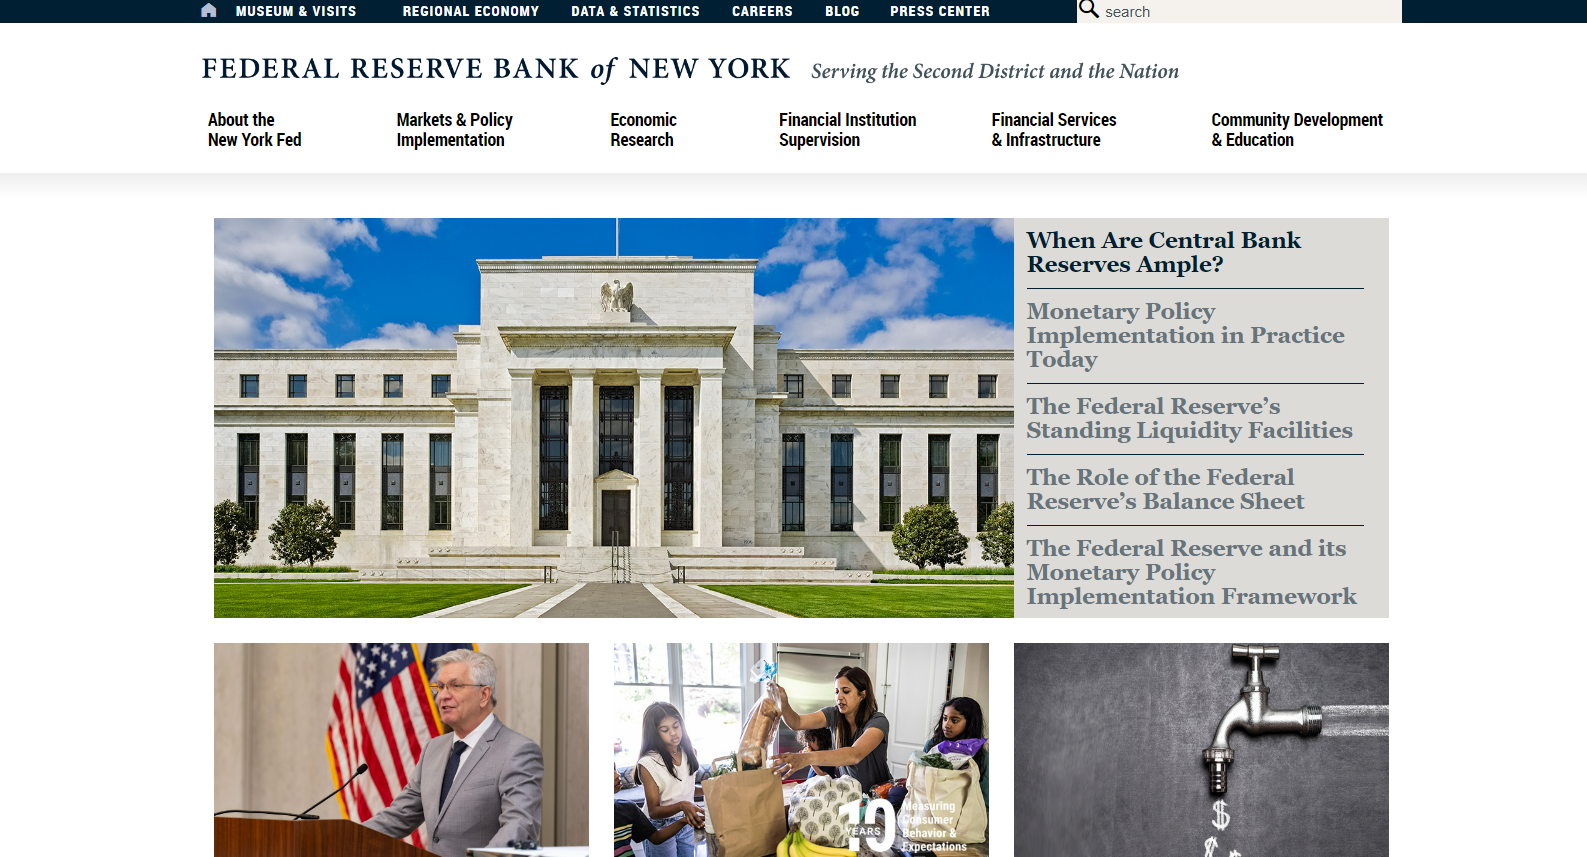 MUSEUM & VISITS REGIONAL ECONOMY DATA & STATISTICS CAREERS BLOG PRESS CENTER search
FEDERAL RESERVE BANK of NEW YORK Serving the Second District and the Nation
About the
New York Fed
Markets & Policy
Implementation
Economic
Research
Financial Institution
Supervision
Financial Services
& Infrastructure
Community Development
& Education
When Are Central Bank
Reserves Ample?
Monetary Policy
Implementation in Practice
Today
The Federal Reserve’s
Standing Liquidity Facilities
The Role of the Federal
Reserve’s Balance Sheet
The Federal Reserve and its
Monetary Policy
Implementation Framework
10
YEARS
Measuring
Consumer
Behavior &
Expectations
$